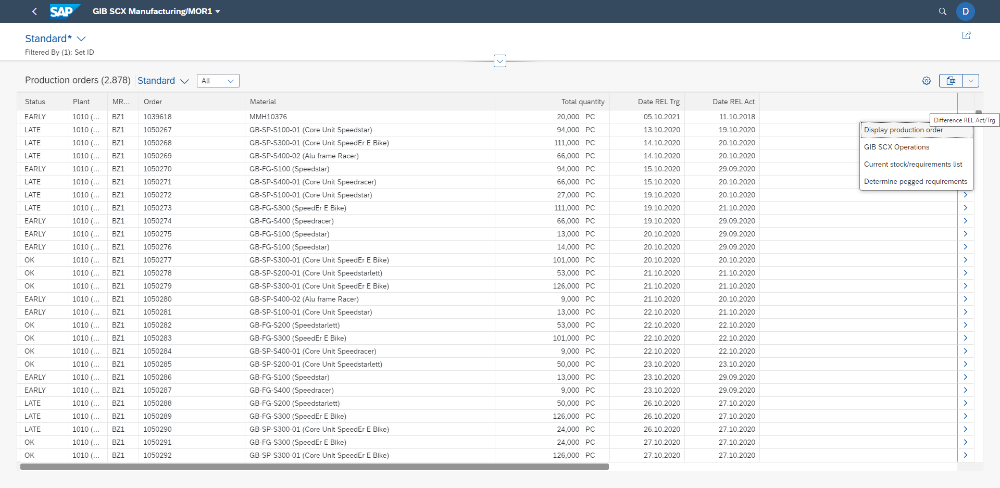 SAP GIB SCX Manufacturing/MOR1 D
Standard*
Filtered By (1): Set ID
Production orders (2.878) Standard All
Status Plant MR... Order Material Total quantity Date REL Trg Date REL Act
EARLY 1010 (... BZ1 1039618 MMH10376 20,000 PC 05.10.2021 11.10.2018
Difference REL Act/Trg
LATE 1010 (... BZ1 1050267 GB-SP-S100-01 (Core Unit Speedstar) 94,000 PC 13.10.2020 19.10.2020
Display production order
LATE 1010 (... BZ1 1050268 GB-SP-S300-01 (Core Unit SpeedEr E Bike) 111,000 PC 14.10.2020 20.10.2020
GIB SCX Operations
LATE 1010 (... BZ1 1050269 GB-SP-S400-02 (Alu frame Racer) 66,000 PC 14.10.2020 20.10.2020
Current stock/requirements list
EARLY 1010 (... BZ1 1050270 GB-FG-S100 (Speedstar) 94,000 PC 15.10.2020 29.09.2020
LATE 1010 (... BZ1 1050271 GB-SP-S400-01 (Core Unit Speedracer) 66,000 PC 15.10.2020 20.10.2020
Determine pegged requirements
LATE 1010 (... BZ1 1050272 GB-SP-S100-01 (Core Unit Speedstar) 27,000 PC 19.10.2020 20.10.2020
LATE 1010 (... BZ1 1050273 GB-FG-S300 (SpeedEr E Bike) 111,000 PC 19.10.2020 21.10.2020
EARLY 1010 (... BZ1 1050274 GB-FG-S400 (Speedracer) 66,000 PC 19.10.2020 29.09.2020
EARLY 1010 (... BZ1 1050275 GB-FG-S100 (Speedstar) 13,000 PC 20.10.2020 29.09.2020
EARLY 1010 (... BZ1 1050276 GB-FG-S100 (Speedstar) 14,000 PC 20.10.2020 29.09.2020
OK 1010 (... BZ1 1050277 GB-SP-S300-01 (Core Unit SpeedEr E Bike) 101,000 PC 20.10.2020 20.10.2020
OK 1010 (... BZ1 1050278 GB-SP-S200-01 (Core Unit Speedstarlett) 53,000 PC 21.10.2020 21.10.2020
OK 1010 (... BZ1 1050279 GB-SP-S300-01 (Core Unit SpeedEr E Bike) 126,000 PC 21.10.2020 21.10.2020
EARLY 1010 (... BZ1 1050280 GB-SP-S400-02 (Alu frame Racer) 9,000 PC 21.10.2020 20.10.2020
EARLY 1010 (... BZ1 1050281 GB-SP-S100-01 (Core Unit Speedstar) 13,000 PC 22.10.2020 21.10.2020
OK 1010 (... BZ1 1050282 GB-FG-S200 (Speedstarlett) 53,000 PC 22.10.2020 22.10.2020
OK 1010 (... BZ1 1050283 GB-FG-S300 (SpeedEr E Bike) 101,000 PC 22.10.2020 22.10.2020
OK 1010 (... BZ1 1050284 GB-SP-S400-01 (Core Unit Speedracer) 9,000 PC 22.10.2020 22.10.2020
OK 1010 (... BZ1 1050285 GB-SP-S200-01 (Core Unit Speedstarlett) 50,000 PC 23.10.2020 23.10.2020
EARLY 1010 (... BZ1 1050286 GB-FG-S100 (Speedstar) 13,000 PC 23.10.2020 29.09.2020
EARLY 1010 (... BZ1 1050287 GB-FG-S400 (Speedracer) 9,000 PC 23.10.2020 29.09.2020
LATE 1010 (... BZ1 1050288 GB-FG-S200 (Speedstarlett) 50,000 PC 26.10.2020 27.10.2020
LATE 1010 (... BZ1 1050289 GB-FG-S300 (SpeedEr E Bike) 126,000 PC 26.10.2020 27.10.2020
LATE 1010 (... BZ1 1050290 GB-SP-S300-01 (Core Unit SpeedEr E Bike) 24,000 PC 26.10.2020 27.10.2020
OK 1010 (... BZ1 1050291 GB-FG-S300 (SpeedEr E Bike) 24,000 PC 27.10.2020 27.10.2020
OK 1010 (... BZ1 1050292 GB-SP-S300-01 (Core Unit SpeedEr E Bike) 126,000 PC 27.10.2020 27.10.2020